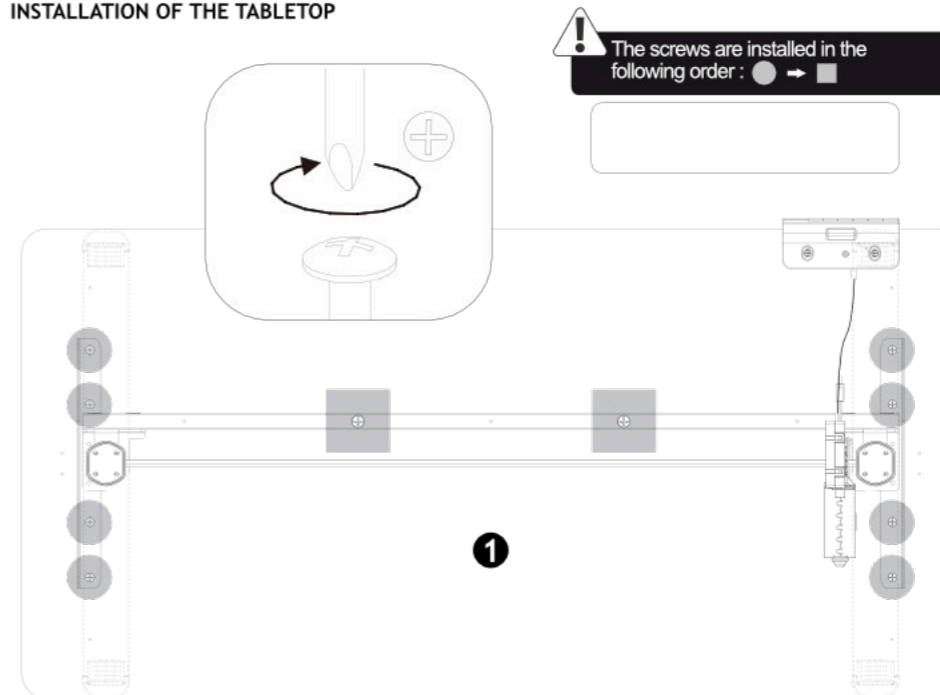 INSTALLATION OF THE TABLETOP
The screws are installed in the
following order :
1